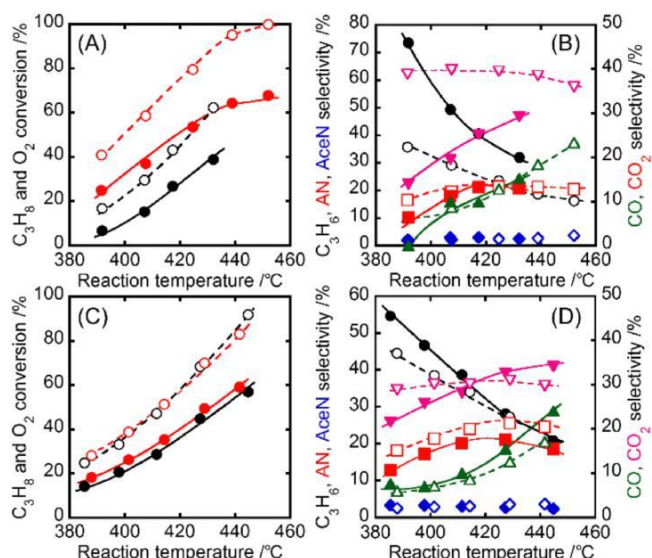 (A)
C3H8 and O2 conversion /%
100
80
60
40
20
0
380 400 420 440 460
Reaction temperature /°C
(B)
C3H6, AN, AceN selectivity /%
80
70
60
50
40
30
20
10
0
380 400 420 440 460
Reaction temperature /°C
50
40
30
20
10
0
CO, CO2 selectivity /%
(C)
C3H8 and O2 conversion /%
100
80
60
40
20
0
380 400 420 440 460
Reaction temperature /°C
(D)
C3H6, AN, AceN selectivity /%
80
70
60
50
40
30
20
10
0
380 400 420 440 460
Reaction temperature /°C
50
40
30
20
10
0
CO, CO2 selectivity /%